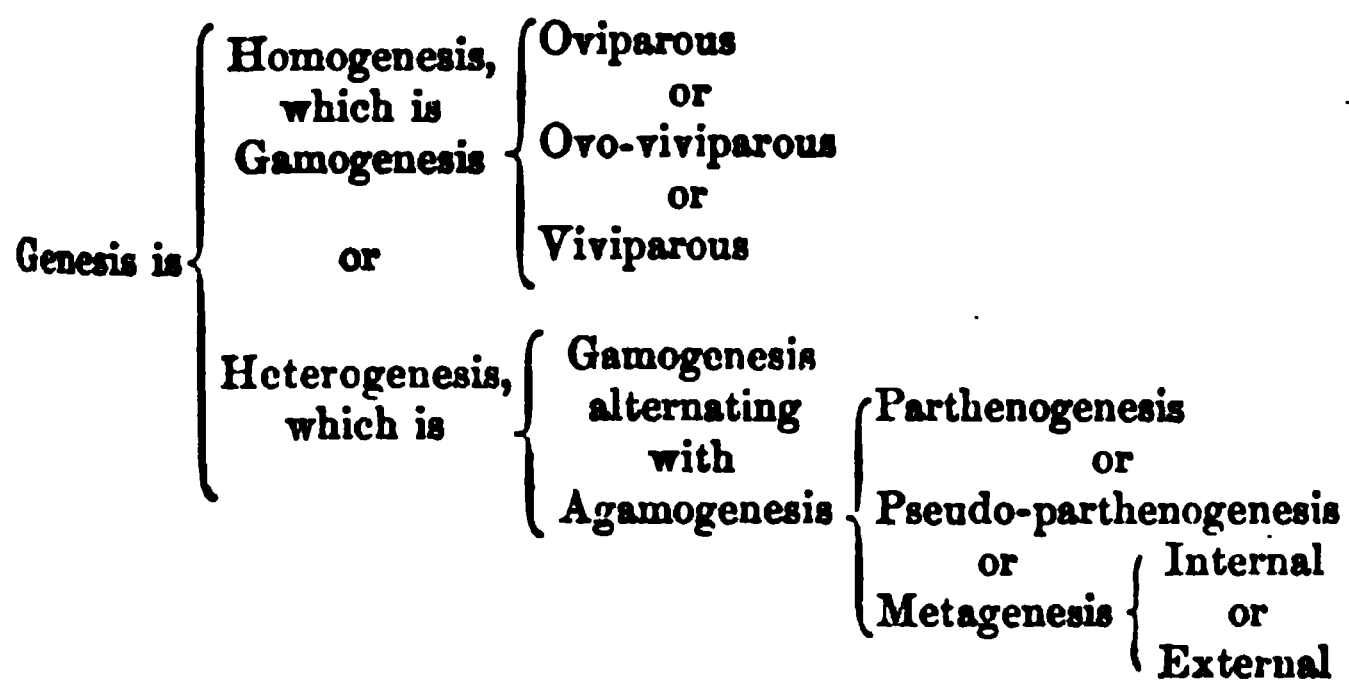 Genesis is
Homogenesis,
which is
Gamogenesis
or
Heterogenesis,
which is
Oviparous
or
Ovo-viviparous
or
Viviparous
Gamogenesis
alternating
with
Agamogenesis
Parthenogenesis
or
Pseudo-parthenogenesis
or
Metagenesis
Internal
or
External